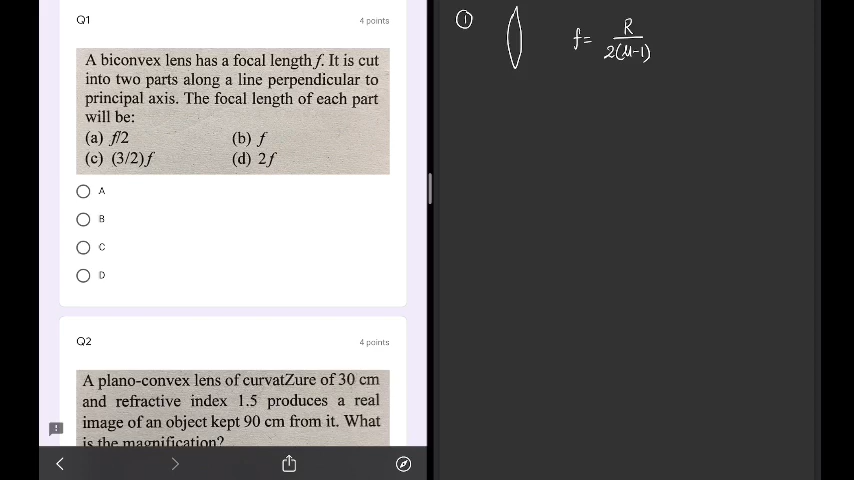 Q1
4 points
A biconvex lens has a focal length f. It is cut
into two parts along a line perpendicular to
principal axis. The focal length of each part
will be:
(a) f/2 (b) f
(c) (3/2)f (d) 2f
A
B
C
D
Q2
4 points
A plano-convex lens of curvatZure of 30 cm
and refractive index 1.5 produces a real
image of an object kept 90 cm from it. What
is the magnification?
①
f = R / 2(μ-1)